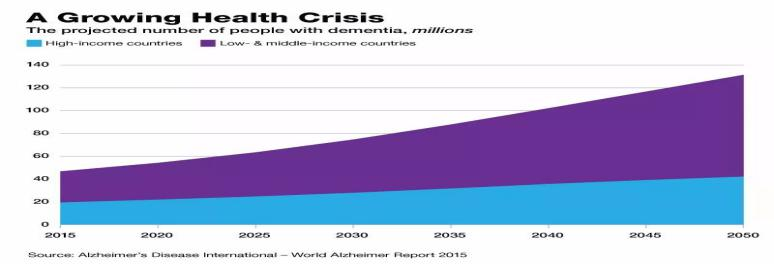 A Growing Health Crisis
The projected number of people with dementia, millions
High-income countries Low- & middle-income countries
140
120
100
80
60
40
20
0
2015 2020 2025 2030 2035 2040 2045 2050
Source: Alzheimer's Disease International – World Alzheimer Report 2015